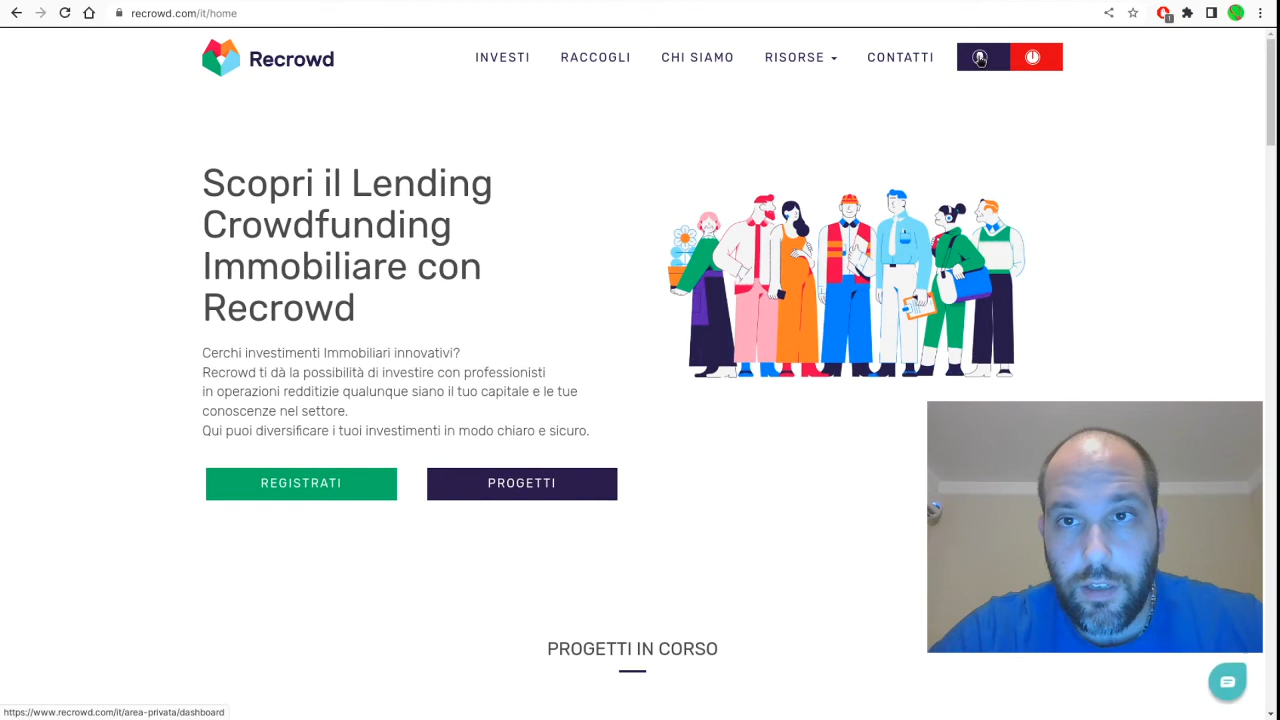 recrowd.com/it/home
1
Recrowd
INVESTI
RACCOGLI
CHI SIAMO
RISORSE
CONTATTI
Scopri il Lending
Crowdfunding
Immobiliare con
Recrowd
Cerchi investimenti Immobiliari innovativi?
Recrowd ti dà la possibilità di investire con professionisti
in operazioni redditizie qualunque siano il tuo capitale e le tue
conoscenze nel settore.
Qui puoi diversificare i tuoi investimenti in modo chiaro e sicuro.
REGISTRATI
PROGETTI
PROGETTI IN CORSO
https://www.recrowd.com/it/area-privata/dashboard